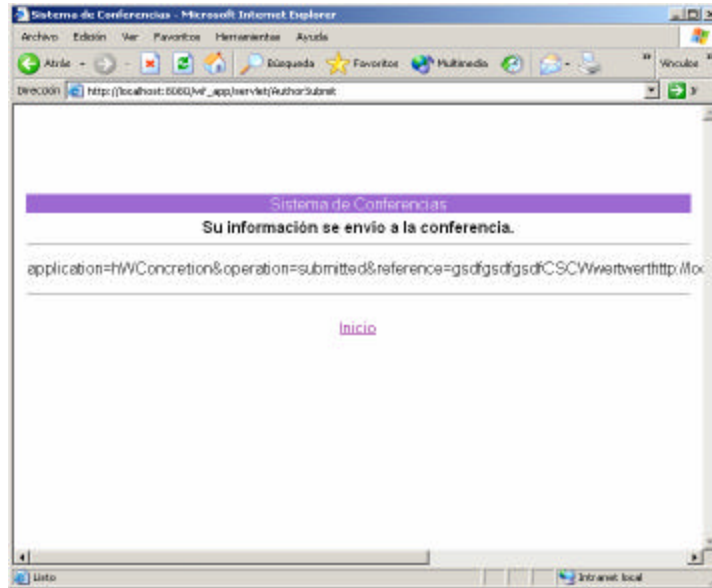 Sistema de Conferencias - Microsoft Internet Explorer
Archivo Edición Ver Favoritos Herramientas Ayuda
Atrás Búsqueda Favoritos Multimedia Vínculos
Dirección http://localhost:8080/wf_app/servlet/AuthorSubmit
Sistema de Conferencias
Su información se envio a la conferencia.
application=hWConcretion&operation=submitted&reference=gsdfgsdfgsdfCSCWwertwerthttp://loc
Inicio
Listo Intranet local